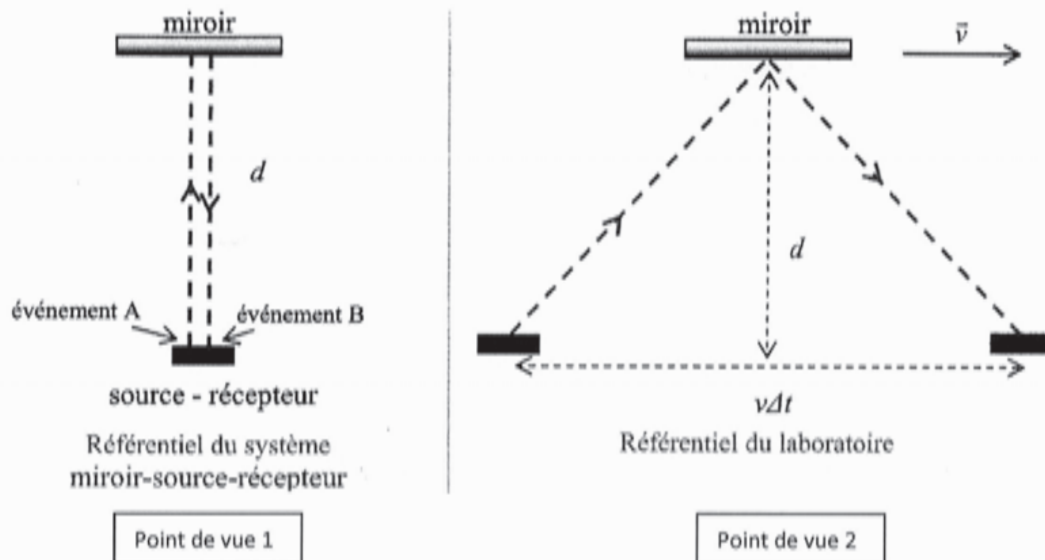 miroir
d
événement A
événement B
source - récepteur
Référentiel du système
miroir-source-récepteur
Point de vue 1
miroir
v⃗
d
vΔt
Référentiel du laboratoire
Point de vue 2